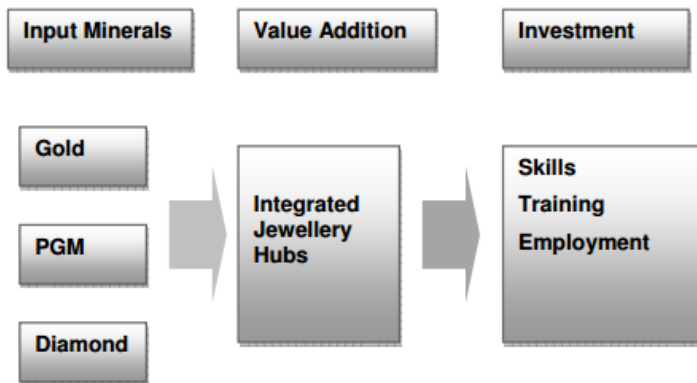 Input Minerals
Value Addition
Investment
Gold
PGM
Diamond
Integrated
Jewellery
Hubs
Skills
Training
Employment